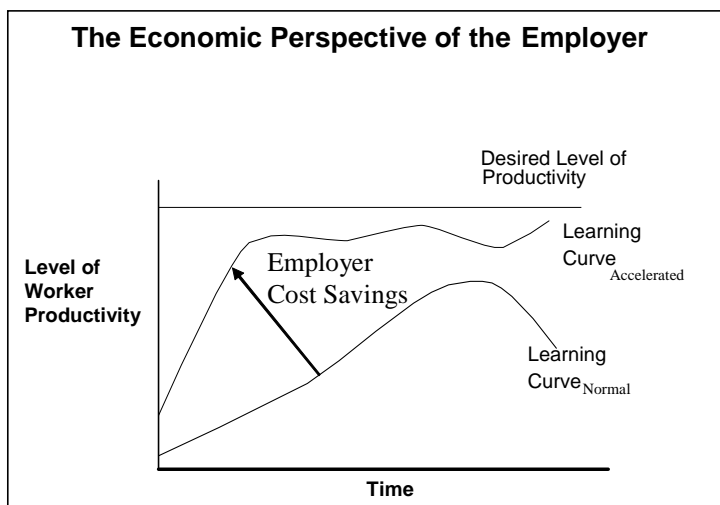 The Economic Perspective of the Employer
Desired Level of
Productivity
Learning
Curve Accelerated
Employer
Cost Savings
Level of
Worker
Productivity
Learning
Curve Normal
Time